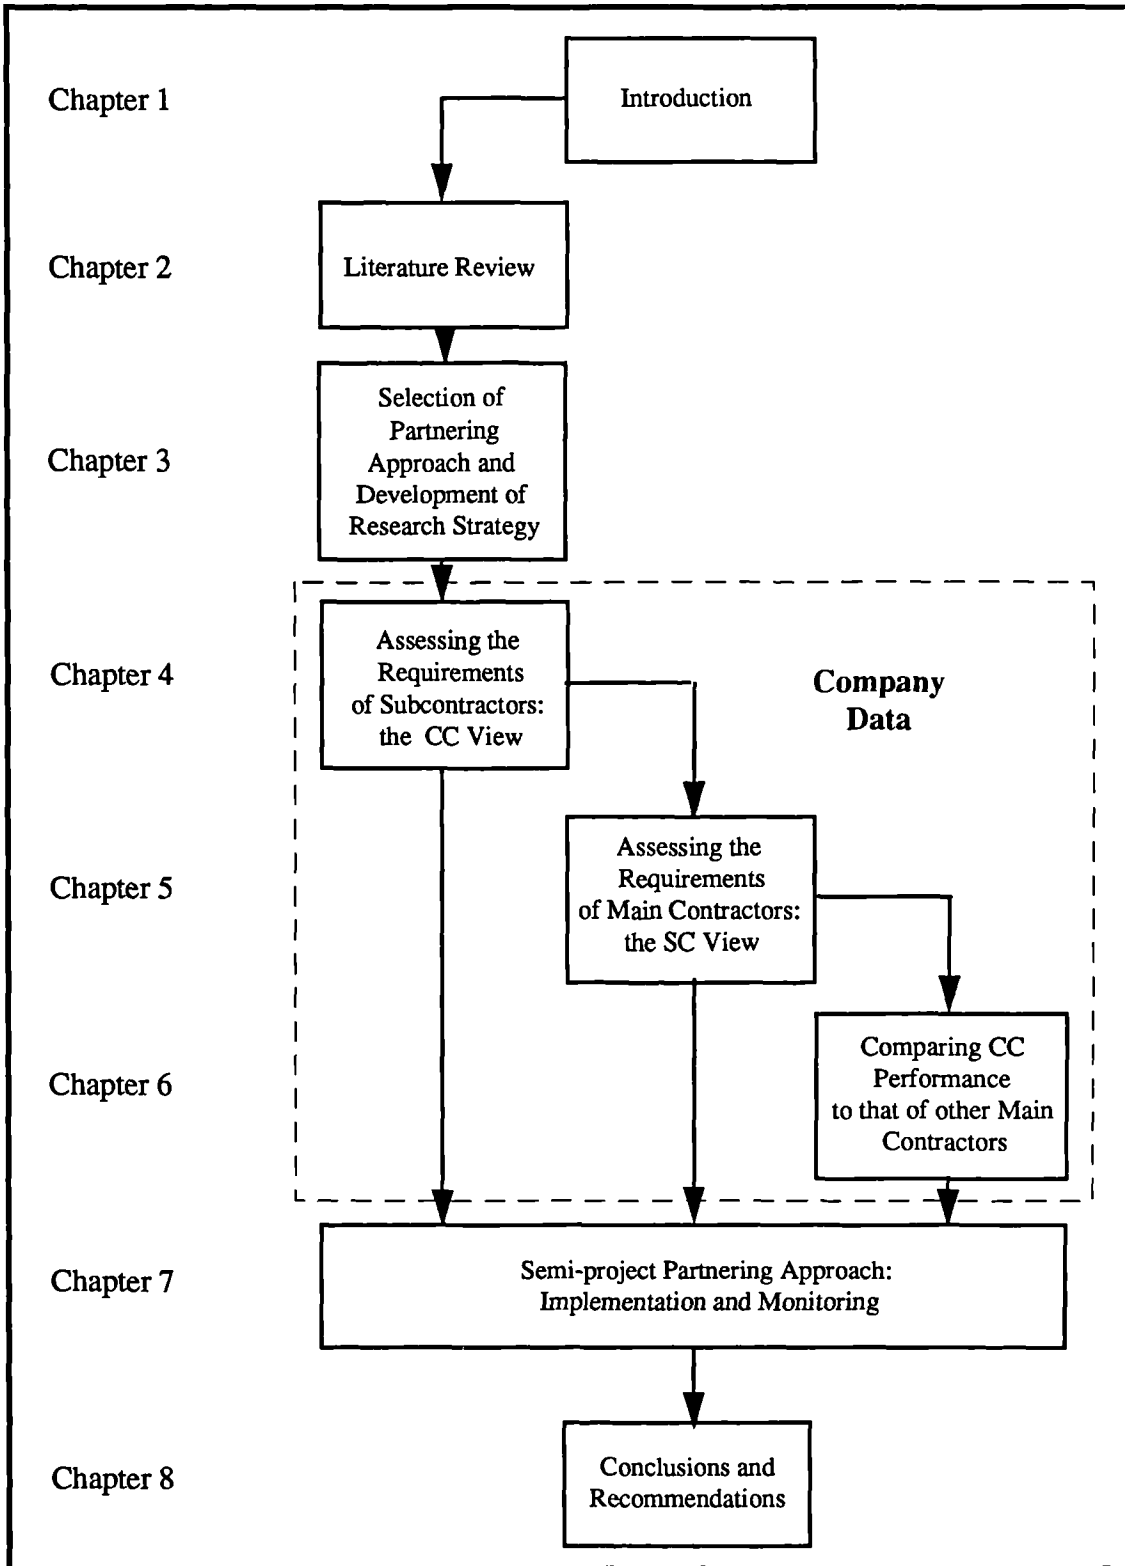 Chapter 1
Introduction
Chapter 2
Literature Review
Chapter 3
Selection of
Partnering
Approach and
Development of
Research Strategy
Chapter 4
Assessing the
Requirements
of Subcontractors:
the CC View
Company
Data
Chapter 5
Assessing the
Requirements
of Main Contractors:
the SC View
Chapter 6
Comparing CC
Performance
to that of other Main
Contractors
Chapter 7
Semi-project Partnering Approach:
Implementation and Monitoring
Chapter 8
Conclusions and
Recommendations